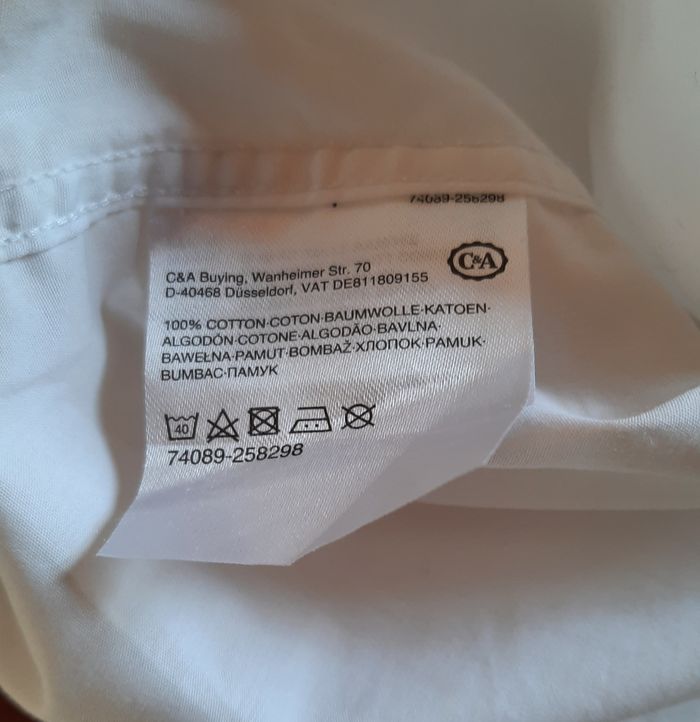 74089-258298
C&A
C&A Buying, Wanheimer Str. 70
D-40468 Düsseldorf, VAT DE811809155
100% COTTON·COTON·BAUMWOLLE·KATOEN·
ALGODÓN·COTONE·ALGODÃO·BAVLNA·
BAWEŁNA·PAMUT·BOMBAŽ·ХЛОПОК·PAMUK·
BUMBAC·ПАМУК
40
74089-258298